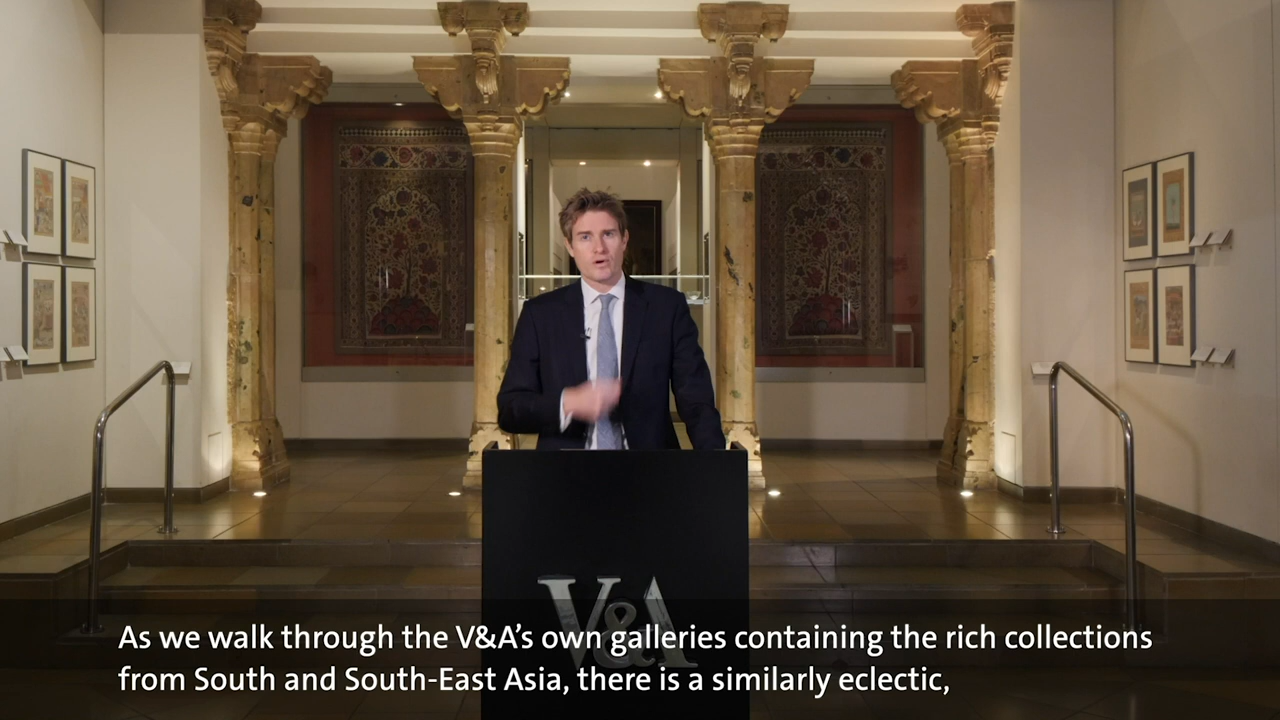 V&A
As we walk through the V&A's own galleries containing the rich collections
from South and South-East Asia, there is a similarly eclectic,